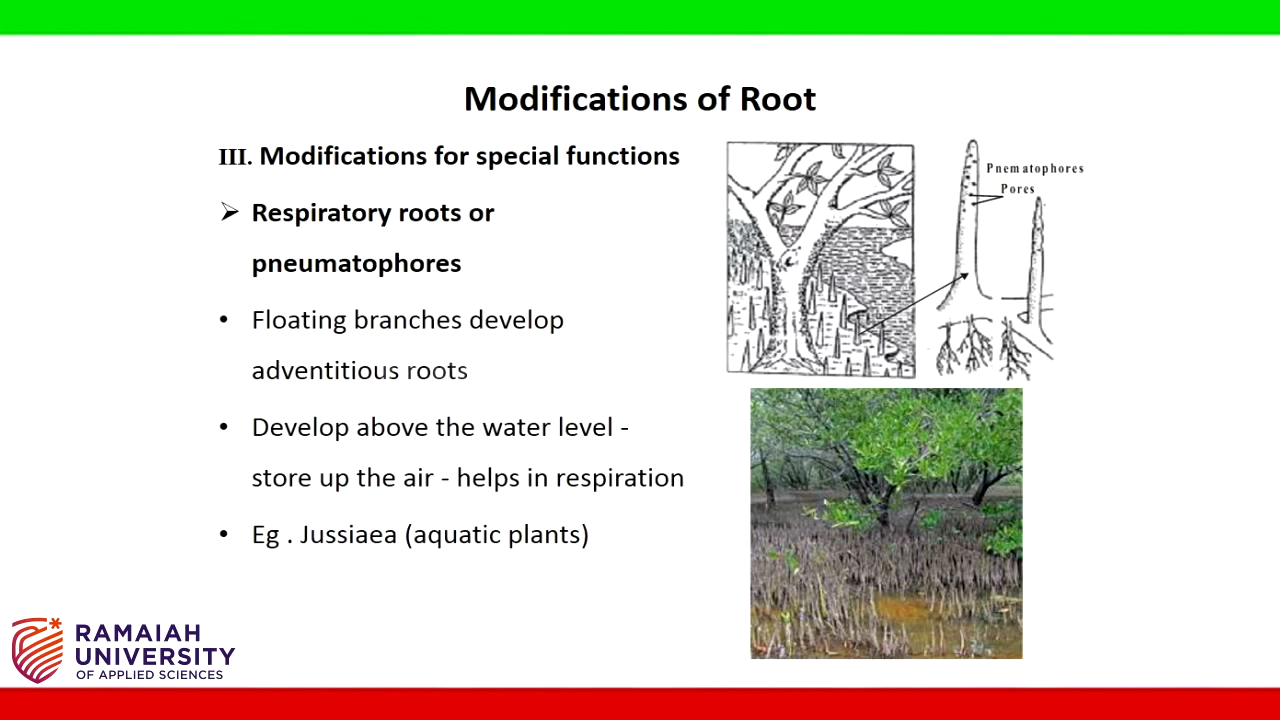 Modifications of Root
III. Modifications for special functions
➢ Respiratory roots or
pneumatophores
• Floating branches develop
adventitious roots
• Develop above the water level -
store up the air - helps in respiration
• Eg . Jussiaea (aquatic plants)
Pnematophores
Pores
RAMAIAH
UNIVERSITY
OF APPLIED SCIENCES